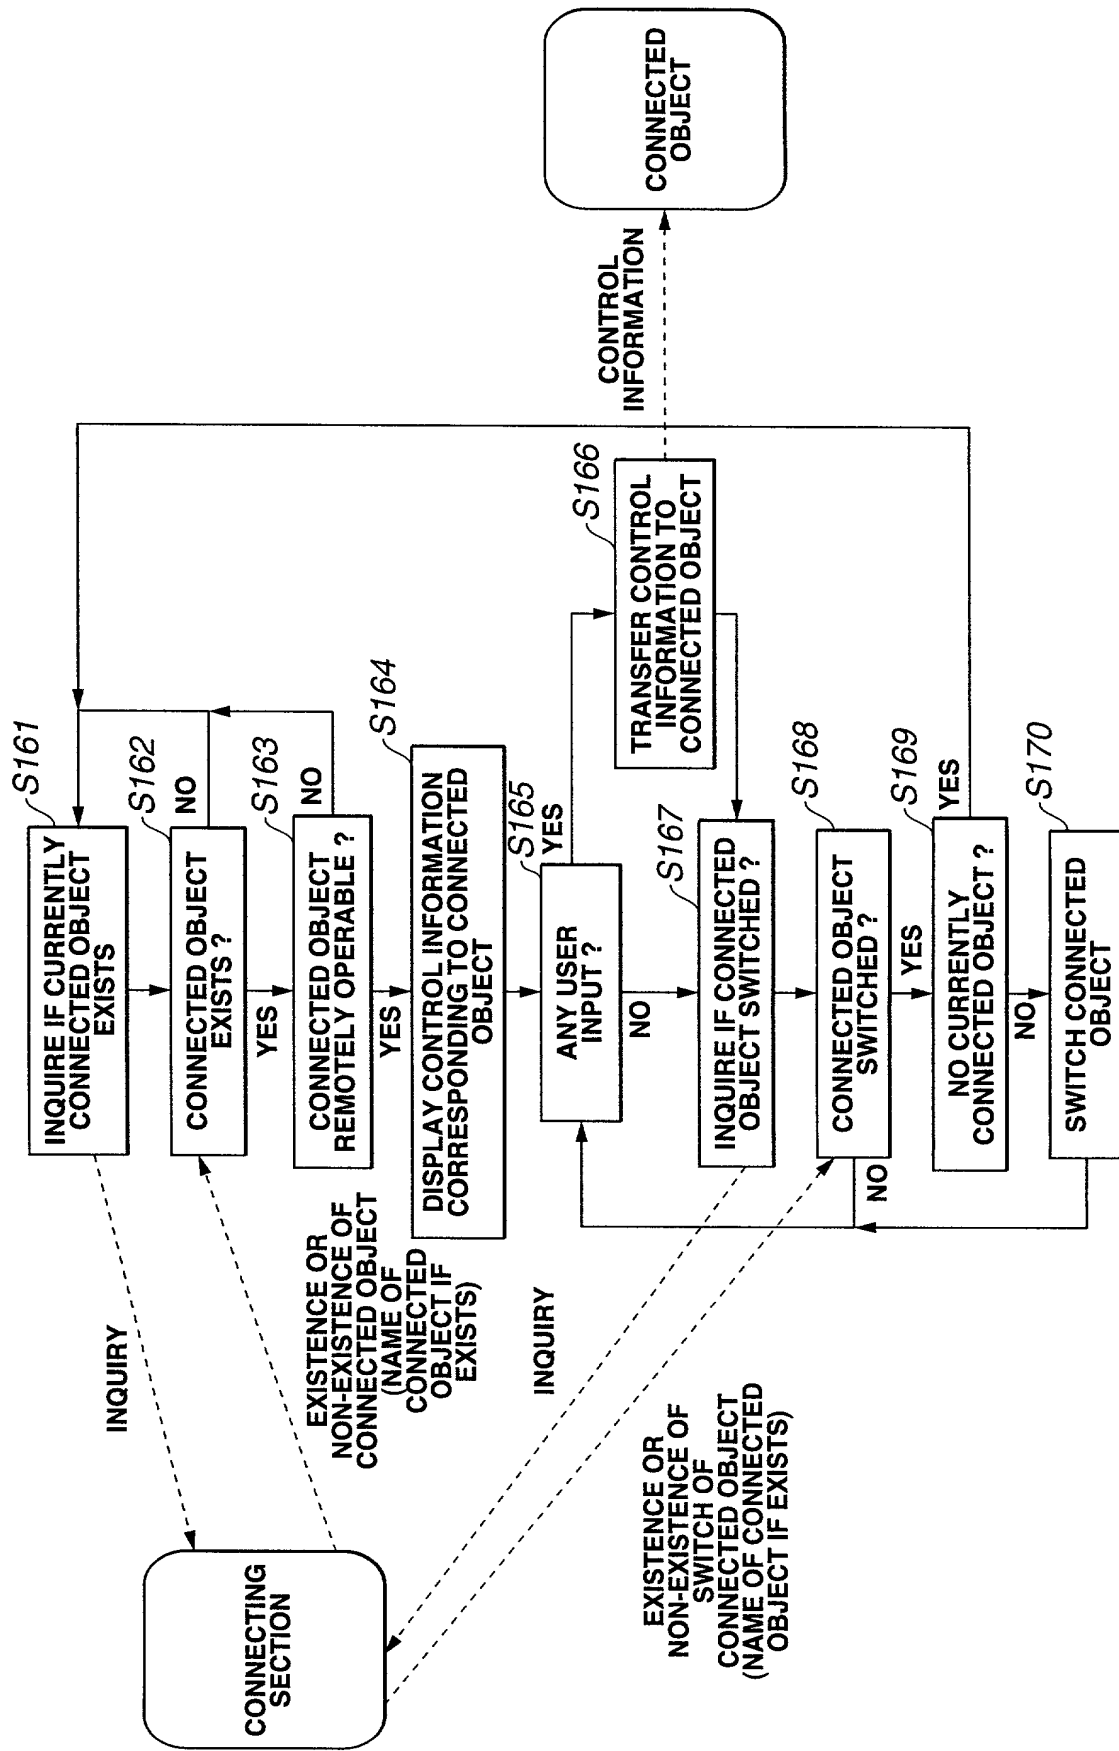 S161
INQUIRE IF CURRENTLY
CONNECTED OBJECT
EXISTS
S162
CONNECTED OBJECT
EXISTS ?
NO
YES
S163
CONNECTED OBJECT
REMOTELY OPERABLE ?
NO
YES
S164
DISPLAY CONTROL INFORMATION
CORRESPONDING TO CONNECTED
OBJECT
S165
ANY USER
INPUT ?
YES
NO
S166
TRANSFER CONTROL
INFORMATION TO
CONNECTED OBJECT
CONTROL
INFORMATION
CONNECTED
OBJECT
S167
INQUIRE IF CONNECTED
OBJECT SWITCHED ?
S168
CONNECTED OBJECT
SWITCHED ?
NO
YES
S169
NO CURRENTLY
CONNECTED OBJECT ?
YES
NO
S170
SWITCH CONNECTED
OBJECT
CONNECTING
SECTION
INQUIRY
EXISTENCE OR
NON-EXISTENCE OF
CONNECTED OBJECT
(NAME OF
CONNECTED
OBJECT IF
EXISTS)
INQUIRY
EXISTENCE OR
NON-EXISTENCE OF
SWITCH OF
CONNECTED OBJECT
(NAME OF CONNECTED
OBJECT IF EXISTS)